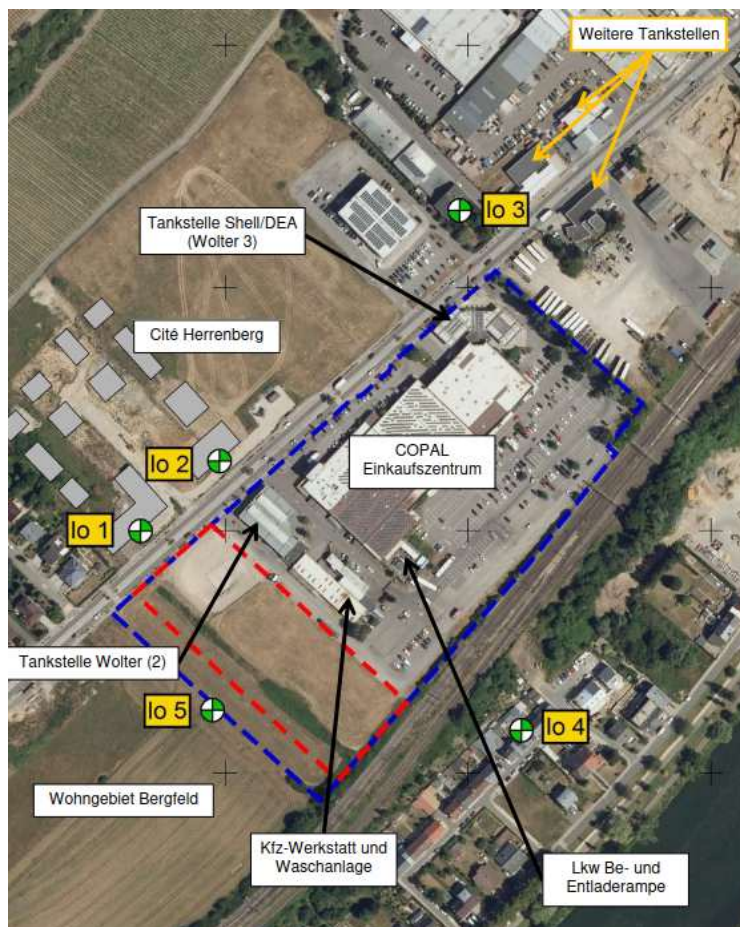 Weitere Tankstellen
Io 3
Tankstelle Shell/DEA
(Wolter 3)
Cité Herrenberg
Io 2
COPAL
Einkaufszentrum
Io 1
Tankstelle Wolter (2)
Io 5
Io 4
Wohngebiet Bergfeld
Kfz-Werkstatt und
Waschanlage
Lkw Be- und
Entladerampe